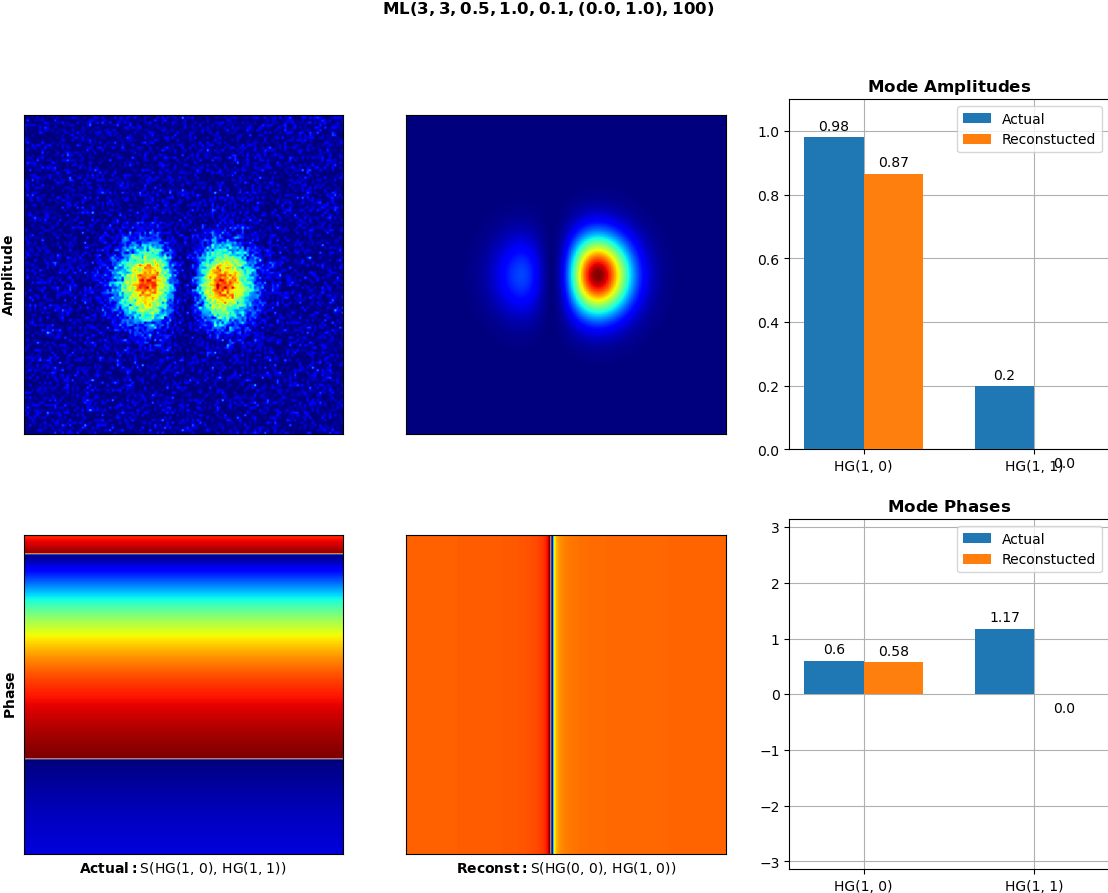 ML(3, 3, 0.5, 1.0, 0.1, (0.0, 1.0), 100)
Amplitude
Mode Amplitudes
Actual
Reconstucted
1.0
0.8
0.6
0.4
0.2
0.0
0.98
0.87
0.2
0.0
HG(1, 0)
HG(1, 1)
Phase
Actual: S(HG(1, 0), HG(1, 1))
Reconst: S(HG(0, 0), HG(1, 0))
Mode Phases
Actual
Reconstucted
3
2
1
0
−1
−2
−3
0.6
0.58
1.17
0.0
HG(1, 0)
HG(1, 1)